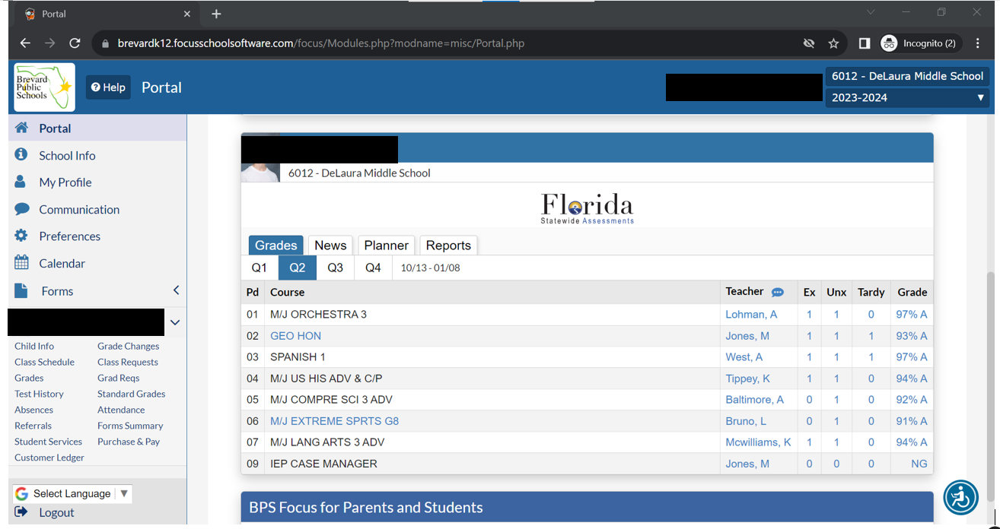 Portal
brevardk12.focusschoolsoftware.com/focus/Modules.php?modname=misc/Portal.php
Incognito (2)
Brevard
Public
Schools
Help
Portal
6012 - DeLaura Middle School
2023-2024
Portal
School Info
My Profile
Communication
Preferences
Calendar
Forms
Child Info Grade Changes
Class Schedule Class Requests
Grades Grad Reqs
Test History Standard Grades
Absences Attendance
Referrals Forms Summary
Student Services Purchase & Pay
Customer Ledger
Select Language
Logout
6012 - DeLaura Middle School
Florida
Statewide Assessments
Grades News Planner Reports
Q1 Q2 Q3 Q4 10/13 - 01/08
Pd Course Teacher Ex Unx Tardy Grade
01 M/J ORCHESTRA 3 Lohman, A 1 1 0 97% A
02 GEO HON Jones, M 1 1 1 93% A
03 SPANISH 1 West, A 1 1 1 97% A
04 M/J US HIS ADV & C/P Tippey, K 1 1 0 94% A
05 M/J COMPRE SCI 3 ADV Baltimore, A 0 1 0 92% A
06 M/J EXTREME SPRTS G8 Bruno, L 0 1 0 91% A
07 M/J LANG ARTS 3 ADV Mcwilliams, K 1 1 0 94% A
09 IEP CASE MANAGER Jones, M 0 0 0 NG
BPS Focus for Parents and Students